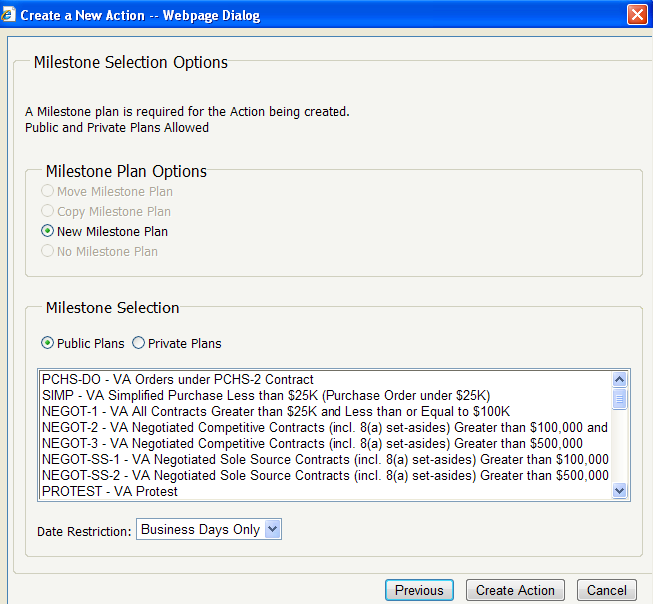 Create a New Action -- Webpage Dialog
Milestone Selection Options
A Milestone plan is required for the Action being created.
Public and Private Plans Allowed
Milestone Plan Options
Move Milestone Plan
Copy Milestone Plan
New Milestone Plan
No Milestone Plan
Milestone Selection
Public Plans Private Plans
PCHS-DO - VA Orders under PCHS-2 Contract
SIMP - VA Simplified Purchase Less than $25K (Purchase Order under $25K)
NEGOT-1 - VA All Contracts Greater than $25K and Less than or Equal to $100K
NEGOT-2 - VA Negotiated Competitive Contracts (incl. 8(a) set-asides) Greater than $100,000 and
NEGOT-3 - VA Negotiated Competitive Contracts (incl. 8(a) set-asides) Greater than $500,000
NEGOT-SS-1 - VA Negotiated Sole Source Contracts (incl. 8(a) set-asides) Greater than $100,000
NEGOT-SS-2 - VA Negotiated Sole Source Contracts (incl. 8(a) set-asides) Greater than $500,000
PROTEST - VA Protest
Date Restriction: Business Days Only
Previous Create Action Cancel